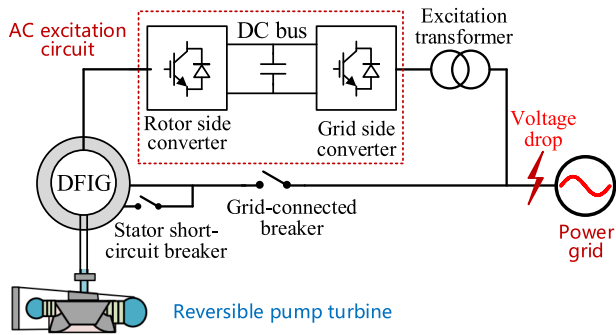 AC excitation
circuit
DC bus
Excitation
transformer
Rotor side
converter
Grid side
converter
Voltage
drop
DFIG
Stator short-
circuit breaker
Grid-connected
breaker
Power
grid
Reversible pump turbine